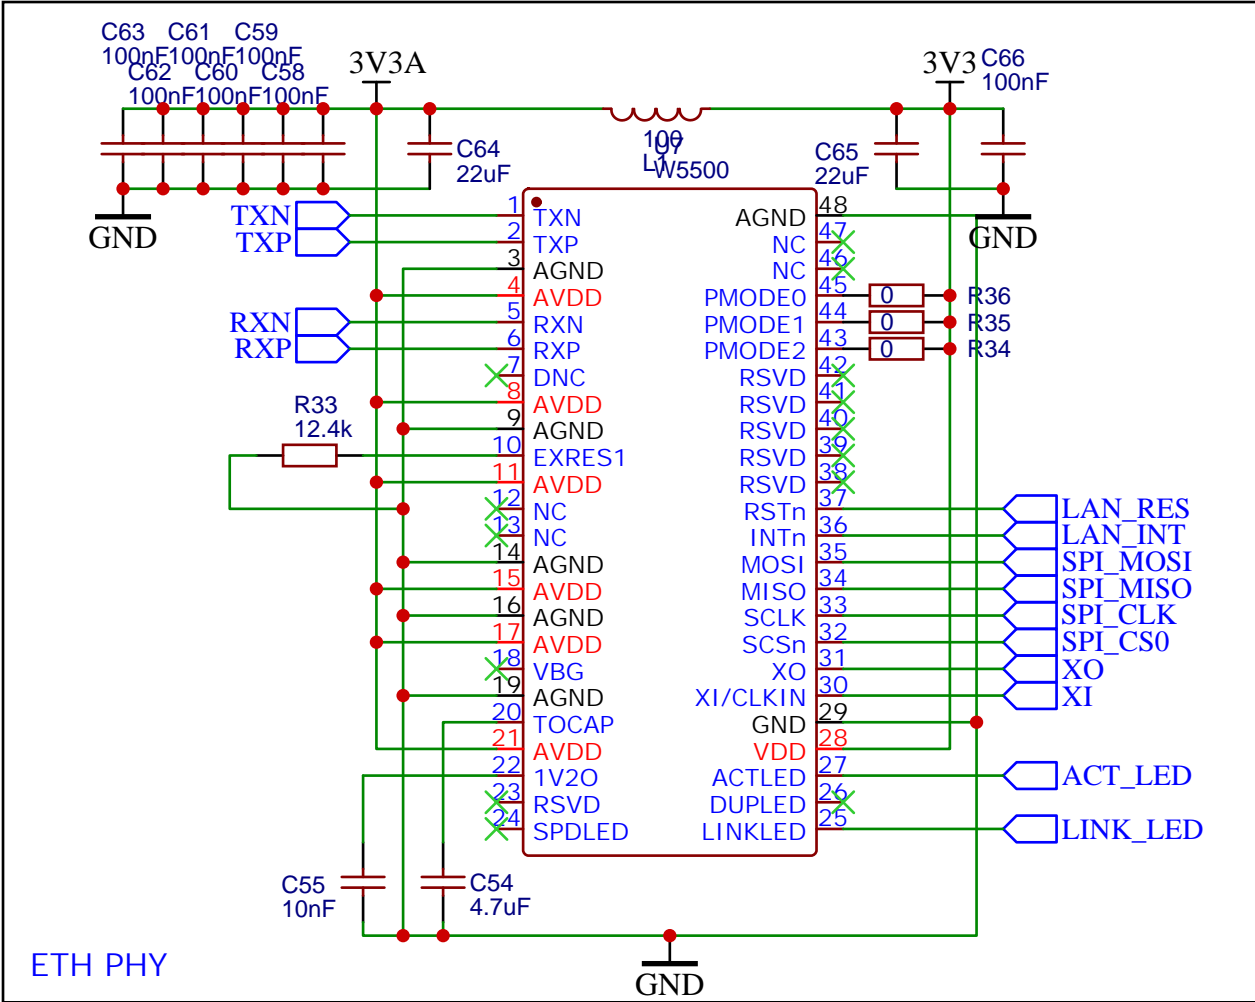 C63 C61 C59
100nF 100nF 100nF
C62 C60 C58
100nF 100nF 100nF
3V3A
3V3
C66
100nF
C64
22uF
100
L1
U7
W5500
C65
22uF
GND
GND
TXN
TXP
RXN
RXP
R33
12.4k
1 TXN
2 TXP
3 AGND
4 AVDD
5 RXN
6 RXP
7 DNC
8 AVDD
9 AGND
10 EXRES1
11 AVDD
12 NC
13 NC
14 AGND
15 AVDD
16 AGND
17 AVDD
18 VBG
19 AGND
20 TOCAP
21 AVDD
22 1V2O
23 RSVD
24 SPDLED
AGND 48
NC 47
NC 46
PMODE0 45 0 R36
PMODE1 44 0 R35
PMODE2 43 0 R34
RSVD 42
RSVD 41
RSVD 40
RSVD 39
RSVD 38
RSTn 37 LAN_RES
INTn 36 LAN_INT
MOSI 35 SPI_MOSI
MISO 34 SPI_MISO
SCLK 33 SPI_CLK
SCSn 32 SPI_CS0
XO 31 XO
XI/CLKIN 30 XI
GND 29
VDD 28
ACTLED 27 ACT_LED
DUPLED 26
LINKLED 25 LINK_LED
C55
10nF
C54
4.7uF
ETH PHY
GND